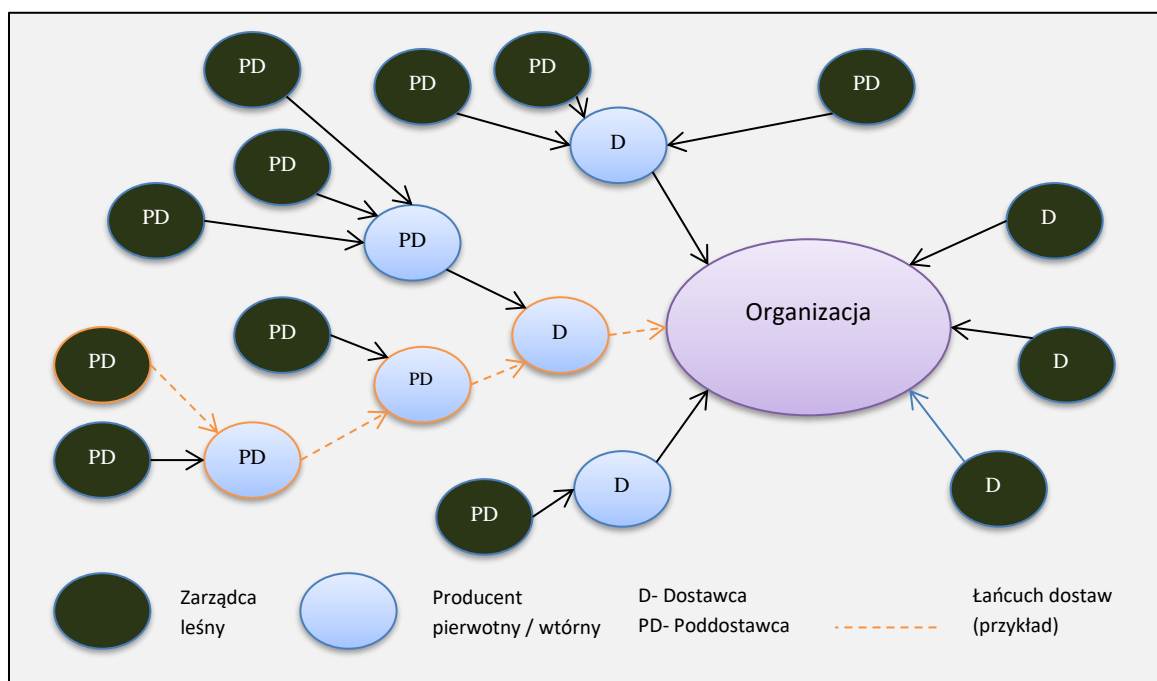 PD
PD
PD
PD
PD
D
PD
PD
D
PD
Organizacja
PD
D
D
PD
PD
PD
PD
D
D
PD
Zarządca
leśny
Producent
pierwotny / wtórny
D- Dostawca
PD- Poddostawca
Łańcuch dostaw
(przykład)